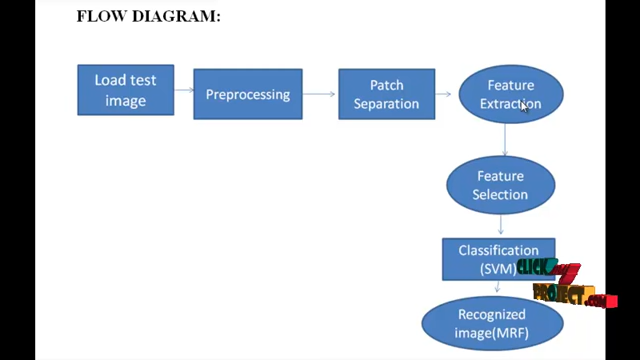 FLOW DIAGRAM:
Load test
image
Preprocessing
Patch
Separation
Feature
Extraction
Feature
Selection
Classification
(SVM)
CLICK MY
PROJECT.COM
Recognized
image(MRF)